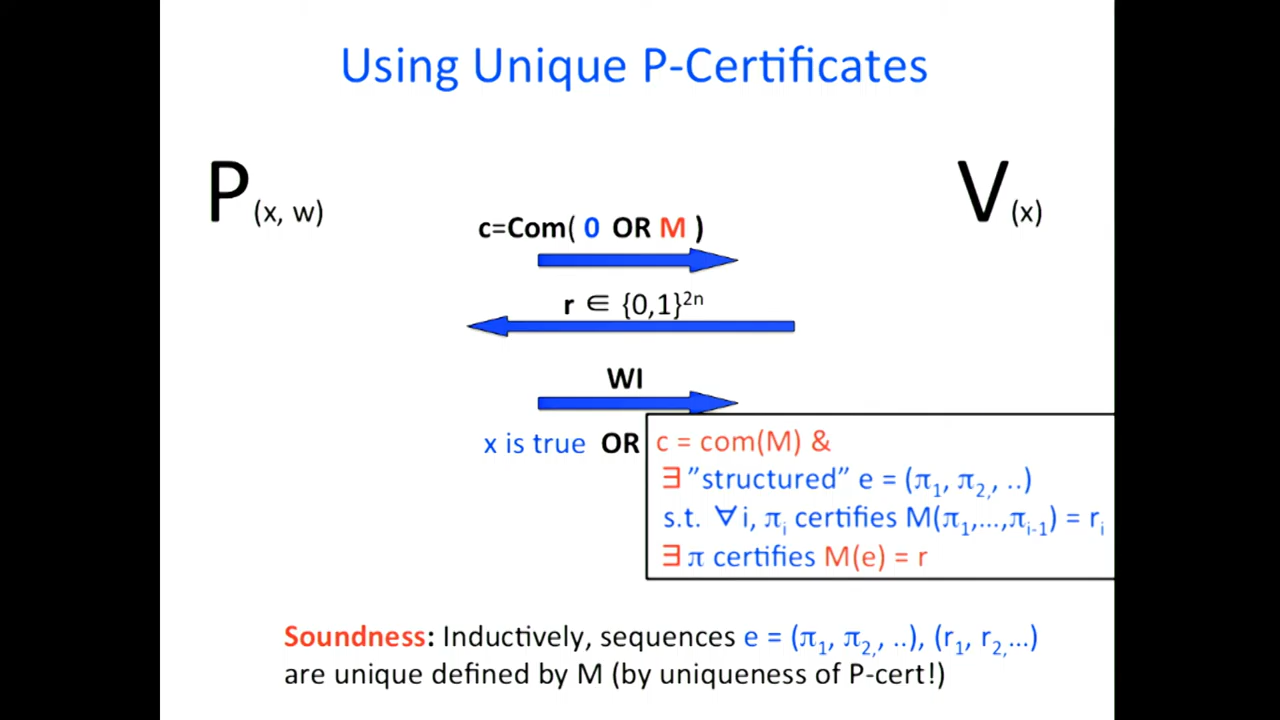 Using Unique P-Certificates
P(x, w)
V(x)
c=Com( 0 OR M )
r ∈ {0,1}²ⁿ
WI
x is true OR
c = com(M) &
∃ ”structured” e = (π₁, π₂,, ..)
s.t. ∀ i, πᵢ certifies M(π₁,...,πᵢ₋₁) = rᵢ
∃ π certifies M(e) = r
Soundness: Inductively, sequences e = (π₁, π₂,, ..), (r₁, r₂,...)
are unique defined by M (by uniqueness of P-cert!)